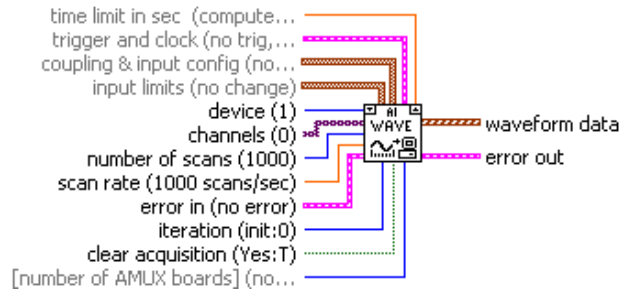 time limit in sec (compute...
trigger and clock (no trig,...
coupling & input config (no...
input limits (no change)
device (1)
channels (0)
number of scans (1000)
scan rate (1000 scans/sec)
error in (no error)
iteration (init:0)
clear acquisition (Yes:T)
[number of AMUX boards] (no...
AI
WAVE
waveform data
error out